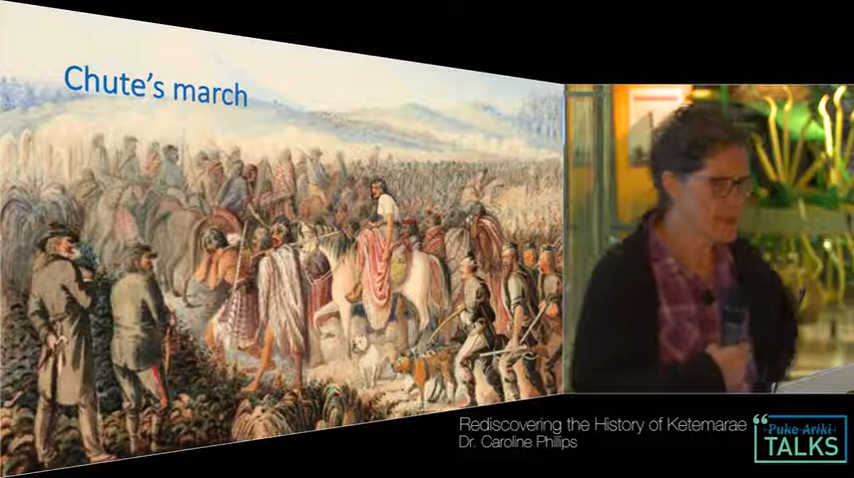 Chute's march
Rediscovering the History of Ketemarae
Dr. Caroline Phillips
Puke Ariki
TALKS